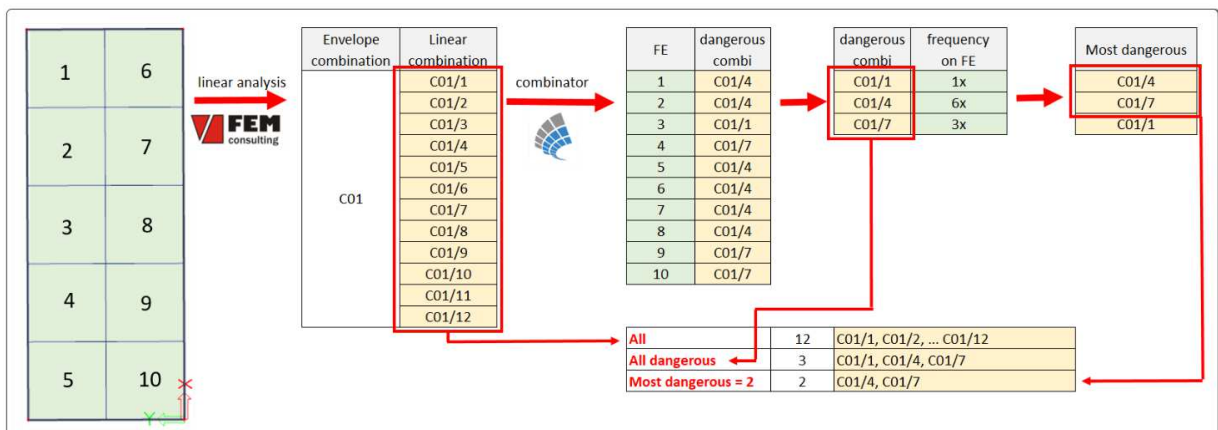 1 6
2 7
3 8
4 9
5 10
X
Y
linear analysis
FEM
consulting
Envelope combination Linear combination
C01
C01/1
C01/2
C01/3
C01/4
C01/5
C01/6
C01/7
C01/8
C01/9
C01/10
C01/11
C01/12
combinator
FE dangerous combi
1 C01/4
2 C01/4
3 C01/1
4 C01/7
5 C01/4
6 C01/4
7 C01/4
8 C01/4
9 C01/7
10 C01/7
dangerous combi frequency on FE
C01/1 1x
C01/4 6x
C01/7 3x
Most dangerous
C01/4
C01/7
C01/1
All 12 C01/1, C01/2, ... C01/12
All dangerous 3 C01/1, C01/4, C01/7
Most dangerous = 2 2 C01/4, C01/7